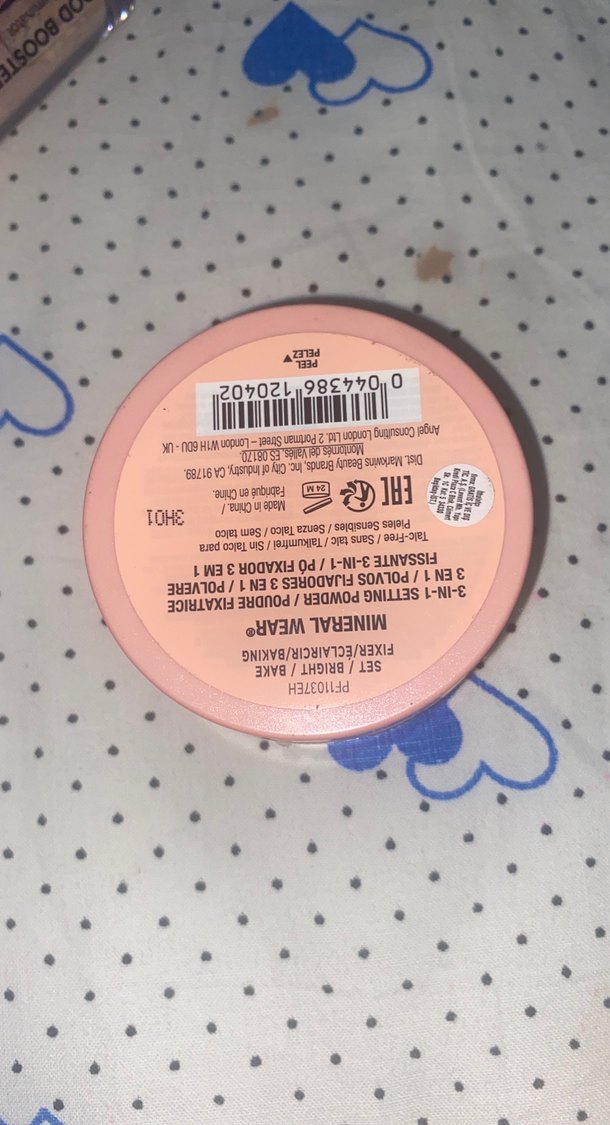 PF11037EH
SET / BRIGHT / BAKE
FIXER/ÉCLAIRCIR/BAKING
MINERAL WEAR®
3-IN-1 SETTING POWDER / POUDRE FIXATRICE
3 EN 1 / POLVOS FIJADORES 3 EN 1 / POLVERE
FISSANTE 3-IN-1 / PÓ FIXADOR 3 EM 1
Talc-Free / Sans talc / Talkumfrei / Sin Talco para
Pieles Sensibles / Senza Talco / Sem talco
EAC
24 M
Made in China. /
Fabriqué en Chine.
3H01
Dist. Markwins Beauty Brands, Inc. City of Industry, CA 91789.
Montornés del Vallés, ES 08170.
Angel Consulting London Ltd. 2 Portman Street - London W1H 6DU - UK
0 044386 120402
PEEL
PELEZ
OOD BOOSTE